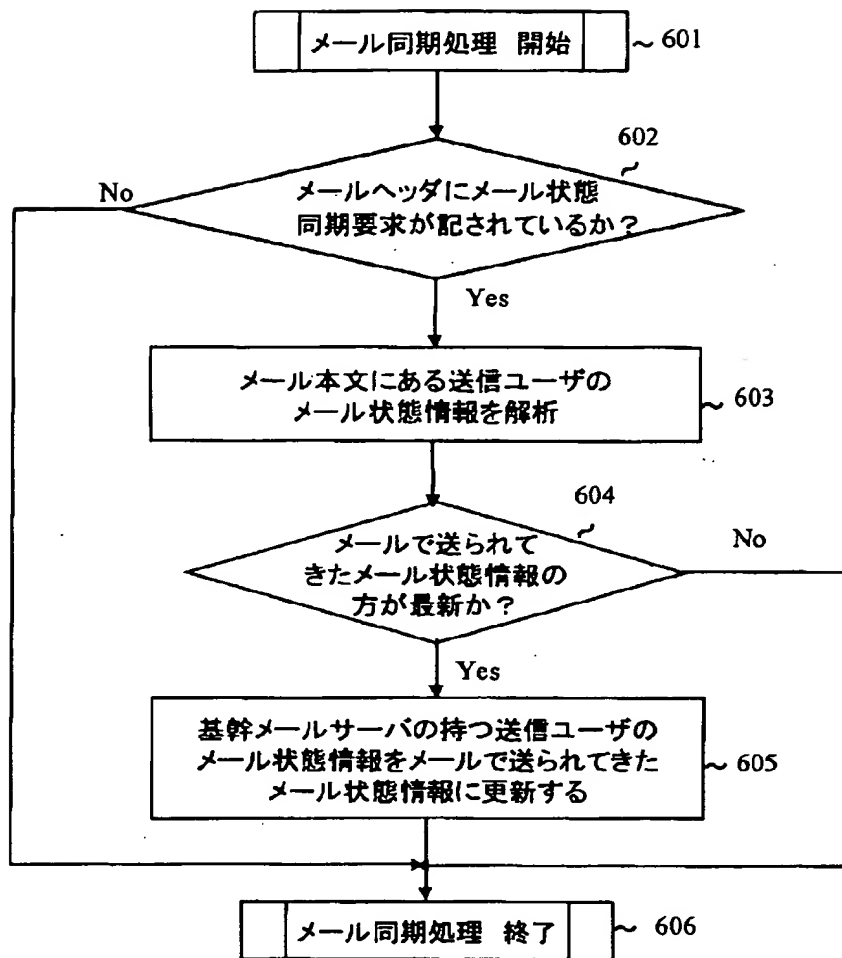 メール同期処理 開始
~ 601
602
メールヘッダにメール状態
同期要求が記されているか？
No
Yes
メール本文にある送信ユーザの
メール状態情報を解析
~ 603
604
メールで送られて
きたメール状態情報の
方が最新か？
No
Yes
基幹メールサーバの持つ送信ユーザの
メール状態情報をメールで送られてきた
メール状態情報に更新する
~ 605
メール同期処理 終了
~ 606